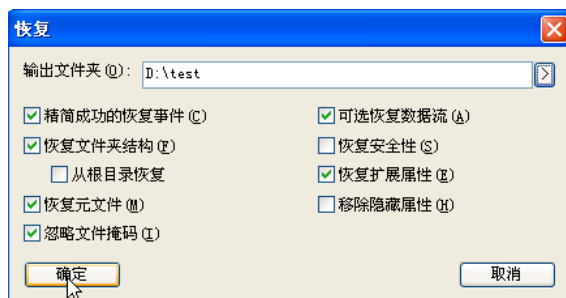 恢复
输出文件夹(O): D:\test
精简成功的恢复事件(C) 可选恢复数据流(A)
恢复文件夹结构(F) 恢复安全性(S)
从根目录恢复 恢复扩展属性(E)
恢复元文件(M) 移除隐藏属性(H)
忽略文件掩码(I)
确定 取消